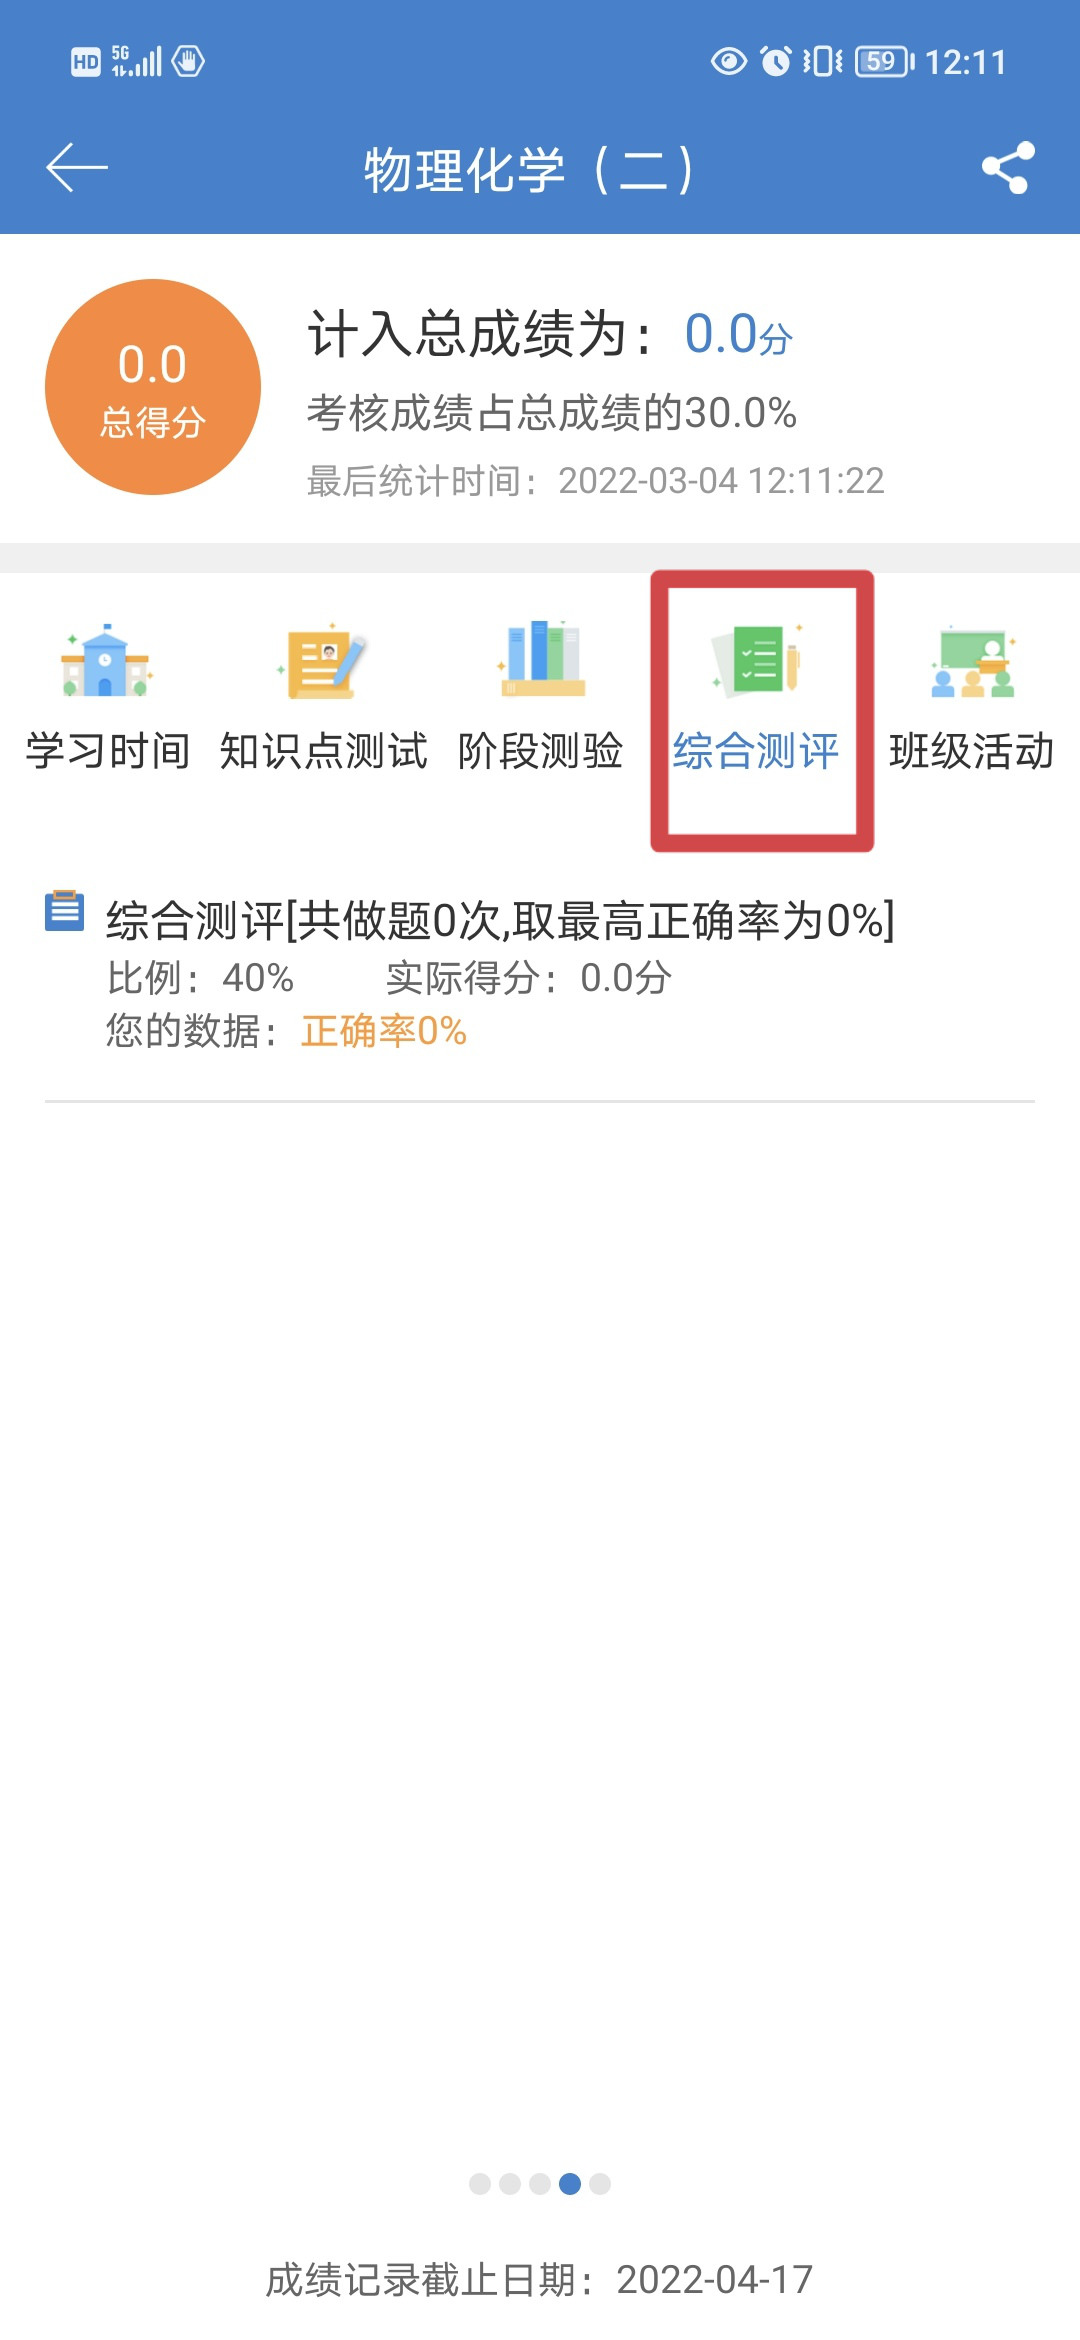 HD 5G 59 12:11
物理化学（二）
0.0
总得分
计入总成绩为：0.0分
考核成绩占总成绩的30.0%
最后统计时间：2022-03-04 12:11:22
学习时间 知识点测试 阶段测验 综合测评 班级活动
综合测评[共做题0次,取最高正确率为0%]
比例：40% 实际得分：0.0分
您的数据：正确率0%
成绩记录截止日期：2022-04-17